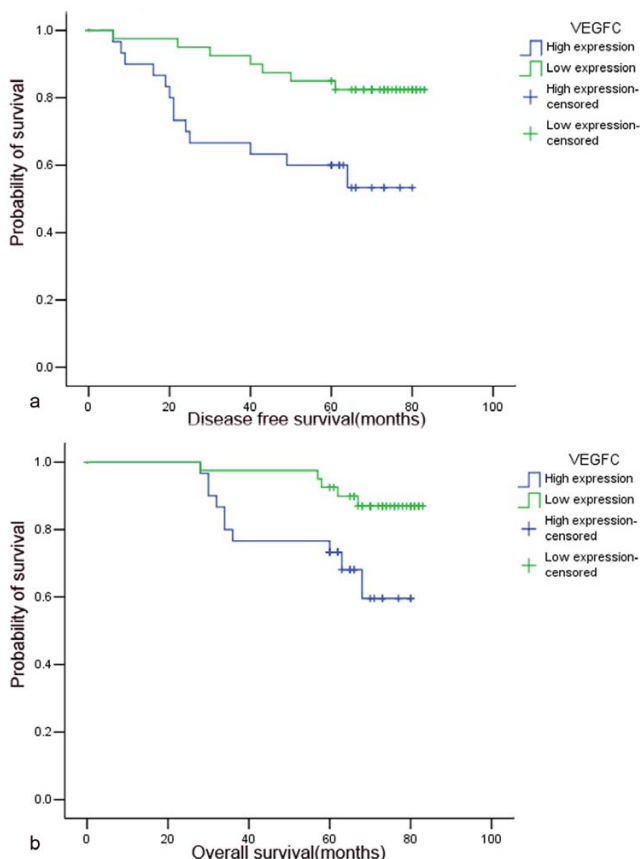 VEGFC
High expression
Low expression
High expression-
censored
Low expression-
censored
Probability of survival
1.0
0.8
0.6
0.4
0.2
0.0
0 20 40 60 80 100
Disease free survival(months)
a
VEGFC
High expression
Low expression
High expression-
censored
Low expression-
censored
Probability of survival
1.0
0.8
0.6
0.4
0.2
0.0
0 20 40 60 80 100
Overall survival(months)
b